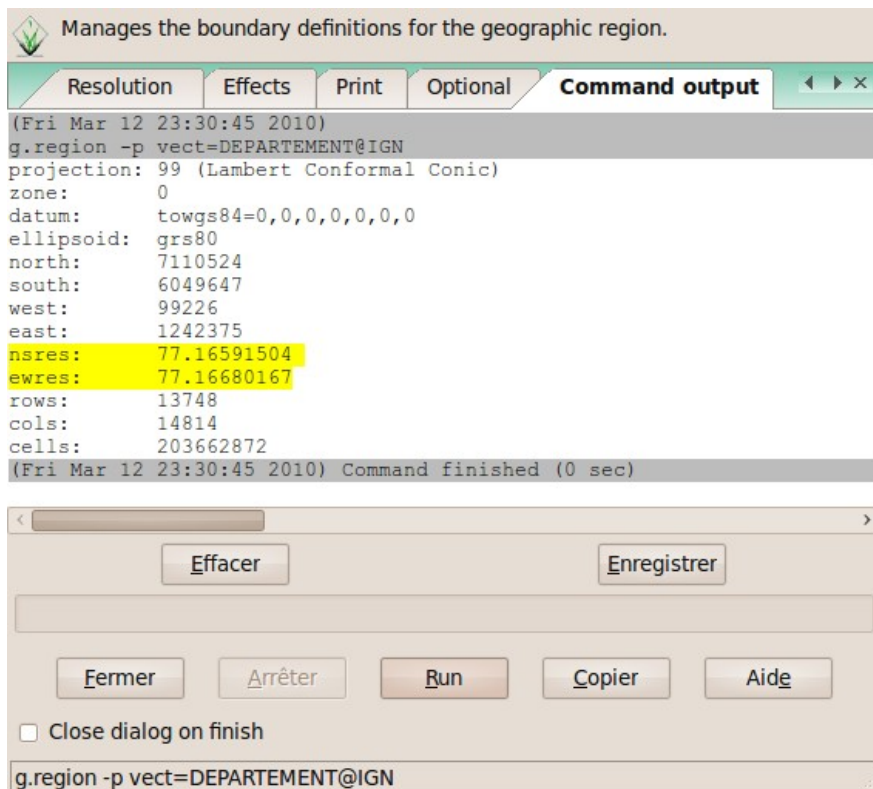 Manages the boundary definitions for the geographic region.
Resolution Effects Print Optional Command output
(Fri Mar 12 23:30:45 2010)
g.region -p vect=DEPARTEMENT@IGN
projection: 99 (Lambert Conformal Conic)
zone: 0
datum: towgs84=0,0,0,0,0,0,0
ellipsoid: grs80
north: 7110524
south: 6049647
west: 99226
east: 1242375
nsres: 77.16591504
ewres: 77.16680167
rows: 13748
cols: 14814
cells: 203662872
(Fri Mar 12 23:30:45 2010) Command finished (0 sec)
Effacer Enregistrer
Fermer Arrêter Run Copier Aide
Close dialog on finish
g.region -p vect=DEPARTEMENT@IGN